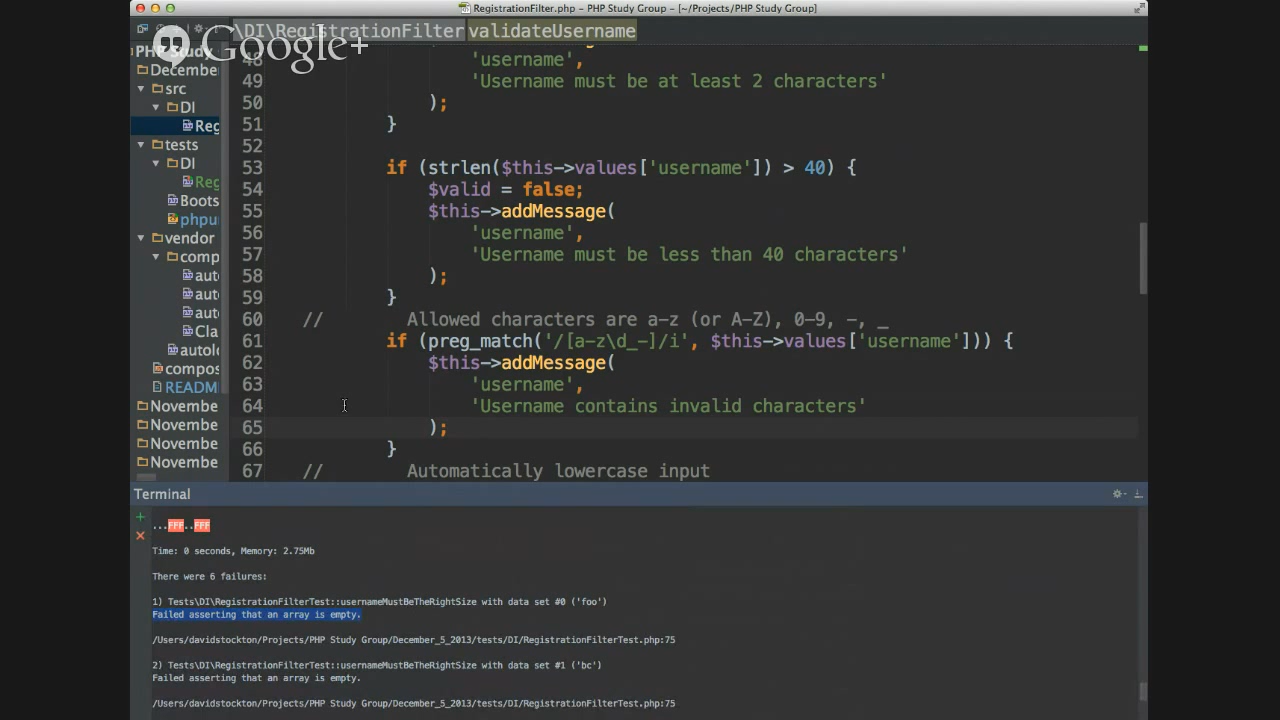 RegistrationFilter.php - PHP Study Group - [~/Projects/PHP Study Group]
\DI\RegistrationFilter validateUsername
Google+
PHP Study
Decembe
src
DI
Reg
tests
DI
Reg
Boots
phpu
vendor
comp
aut
aut
aut
Cla
autolo
compos
README
Novembe
Novembe
Novembe
Novembe
48
49
50
51
52
53
54
55
56
57
58
59
60
61
62
63
64
65
66
67
'username',
'Username must be at least 2 characters'
);
}
if (strlen($this->values['username']) > 40) {
$valid = false;
$this->addMessage(
'username',
'Username must be less than 40 characters'
);
}
// Allowed characters are a-z (or A-Z), 0-9, -, _
if (preg_match('/[a-z\d_-]/i', $this->values['username'])) {
$this->addMessage(
'username',
'Username contains invalid characters'
);
}
// Automatically lowercase input
Terminal
...FFF..FFF
Time: 0 seconds, Memory: 2.75Mb
There were 6 failures:
1) Tests\DI\RegistrationFilterTest::usernameMustBeTheRightSize with data set #0 ('foo')
Failed asserting that an array is empty.
/Users/davidstockton/Projects/PHP Study Group/December_5_2013/tests/DI/RegistrationFilterTest.php:75
2) Tests\DI\RegistrationFilterTest::usernameMustBeTheRightSize with data set #1 ('bc')
Failed asserting that an array is empty.
/Users/davidstockton/Projects/PHP Study Group/December_5_2013/tests/DI/RegistrationFilterTest.php:75